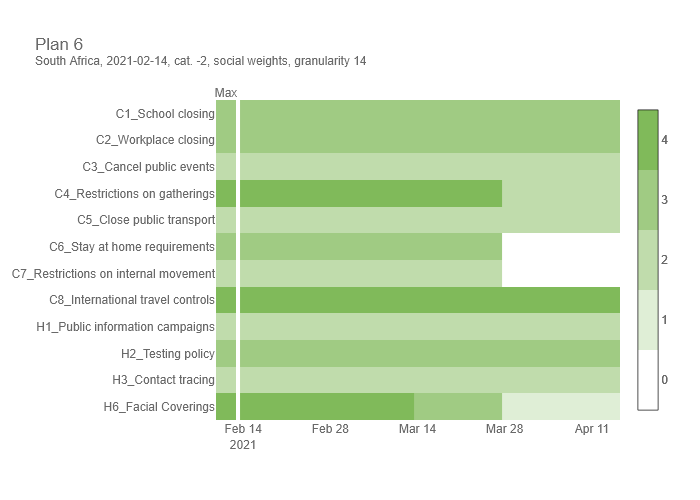 Plan 6
South Africa, 2021-02-14, cat. -2, social weights, granularity 14
Max
C1_School closing
C2_Workplace closing
C3_Cancel public events
C4_Restrictions on gatherings
C5_Close public transport
C6_Stay at home requirements
C7_Restrictions on internal movement
C8_International travel controls
H1_Public information campaigns
H2_Testing policy
H3_Contact tracing
H6_Facial Coverings
Feb 14
2021
Feb 28
Mar 14
Mar 28
Apr 11
4
3
2
1
0